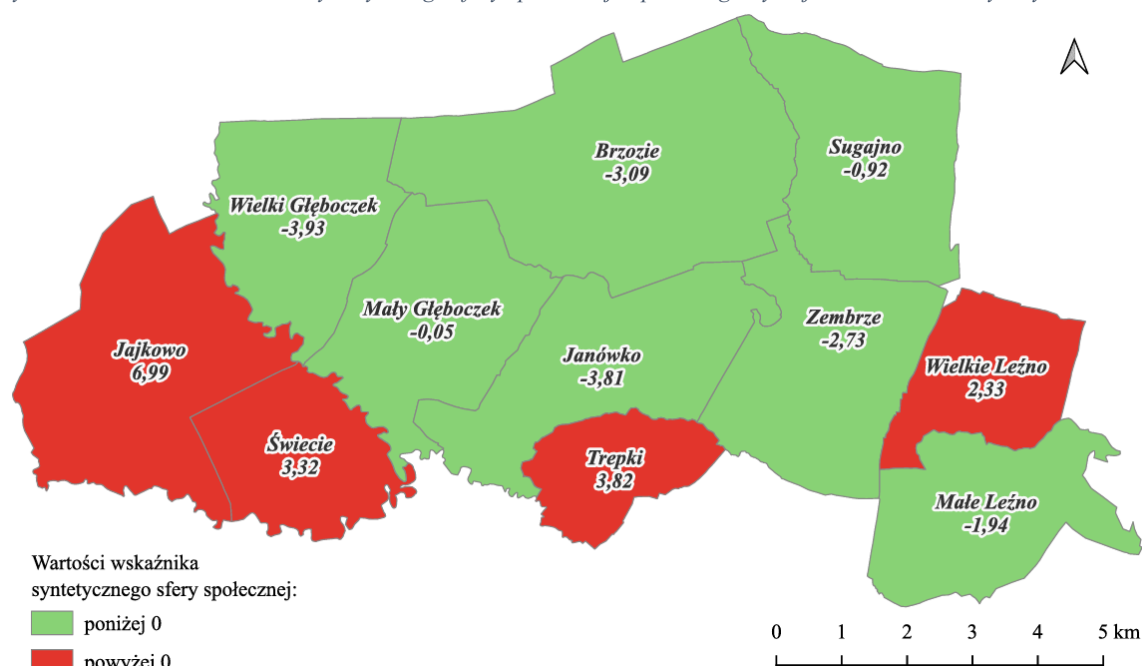 Brzozie
-3,09
Sugajno
-0,92
Wielki Głęboczek
-3,93
Mały Głęboczek
-0,05
Zembrze
-2,73
Jajkowo
6,99
Janówko
-3,81
Wielkie Leźno
2,33
Świecie
3,32
Trepki
3,82
Małe Leźno
-1,94
Wartości wskaźnika
syntetycznego sfery społecznej:
poniżej 0
powyżej 0
0 1 2 3 4 5 km